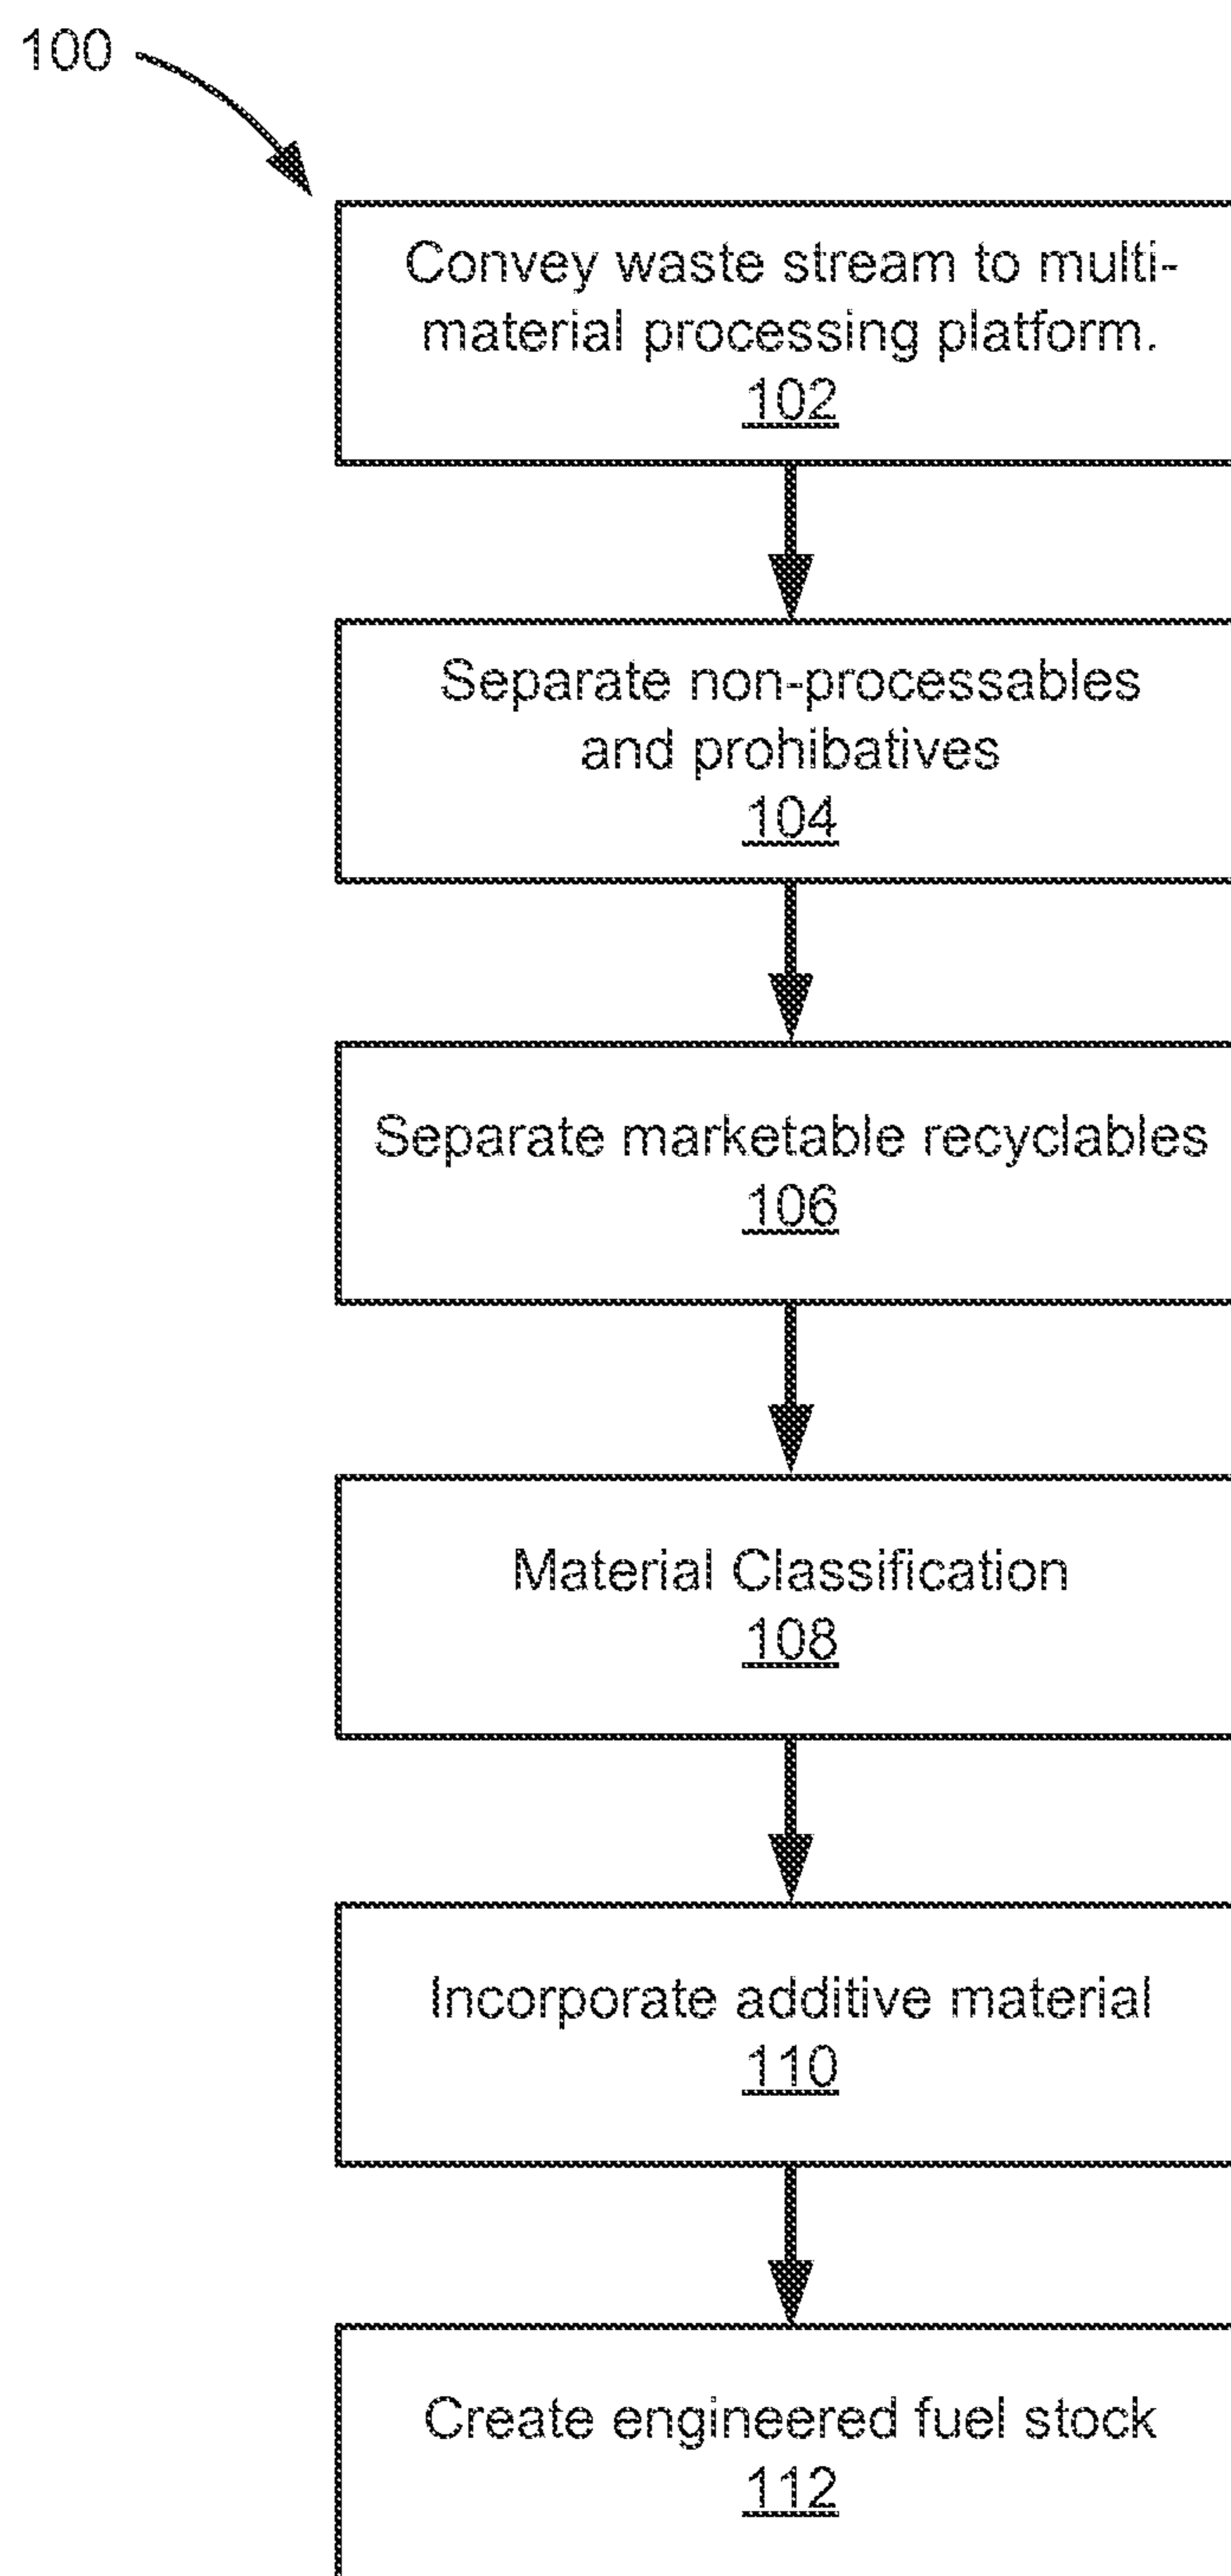 100
Convey waste stream to multi-
material processing platform.
102
Separate non-processables
and prohibatives
104
Separate marketable recyclables
106
Material Classification
108
Incorporate additive material
110
Create engineered fuel stock
112